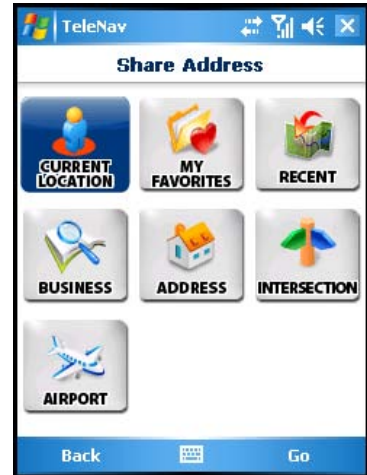 TeleNav
Share Address
CURRENT
LOCATION
MY
FAVORITES
RECENT
BUSINESS
ADDRESS
INTERSECTION
AIRPORT
Back
Go